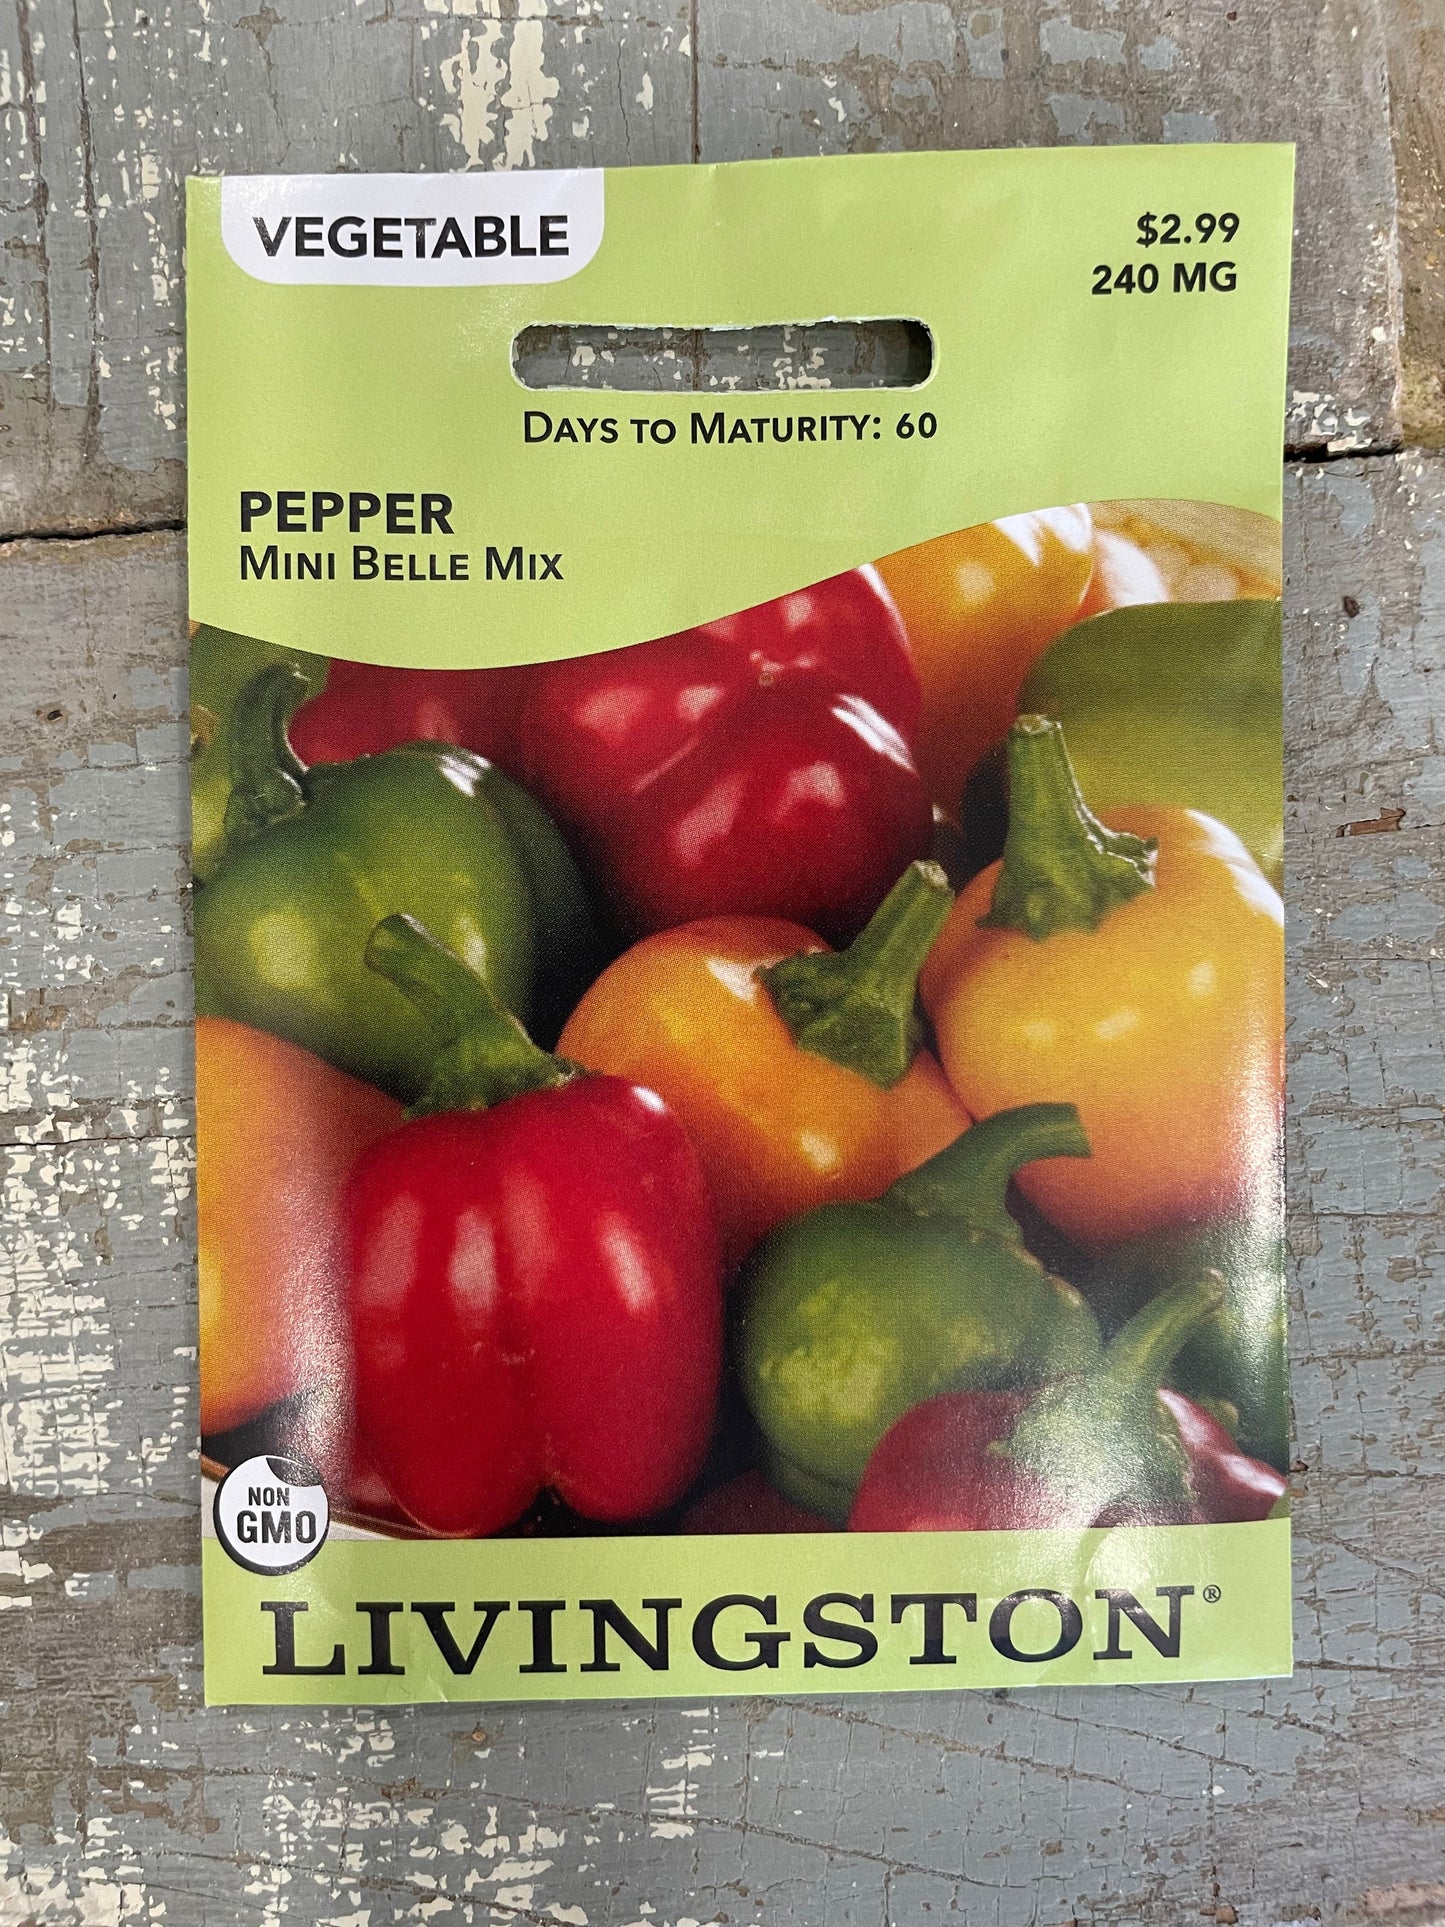 VEGETABLE
$2.99
240 MG
DAYS TO MATURITY: 60
PEPPER
MINI BELLE MIX
NON
GMO
LIVINGSTON®